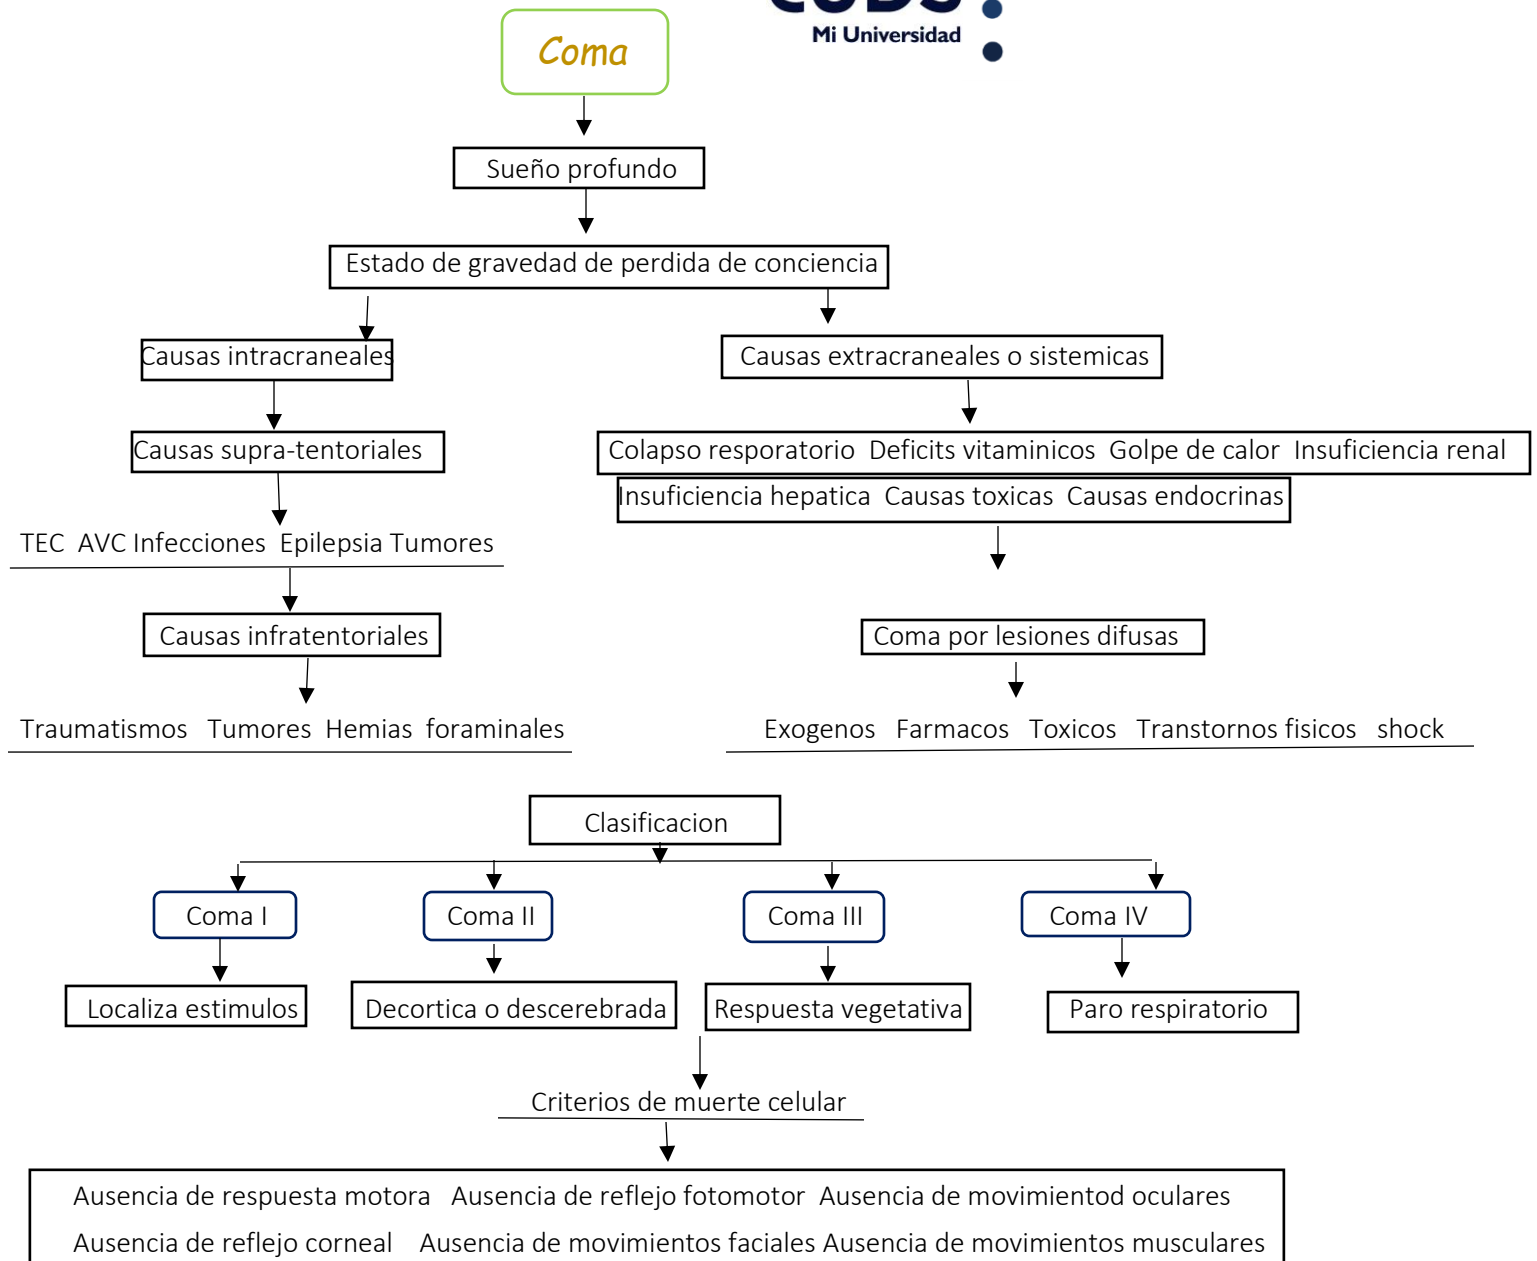 Mi Universidad
Coma
Sueño profundo
Estado de gravedad de perdida de conciencia
Causas intracraneales
Causas extracraneales o sistemicas
Causas supra-tentoriales
Colapso resporatorio Deficits vitaminicos Golpe de calor Insuficiencia renal
Insuficiencia hepatica Causas toxicas Causas endocrinas
TEC AVC Infecciones Epilepsia Tumores
Causas infratentoriales
Coma por lesiones difusas
Traumatismos Tumores Hemias foraminales
Exogenos Farmacos Toxicos Transtornos fisicos shock
Clasificacion
Coma I
Coma II
Coma III
Coma IV
Localiza estimulos
Decortica o descerebrada
Respuesta vegetativa
Paro respiratorio
Criterios de muerte celular
Ausencia de respuesta motora Ausencia de reflejo fotomotor Ausencia de movimientod oculares
Ausencia de reflejo corneal Ausencia de movimientos faciales Ausencia de movimientos musculares